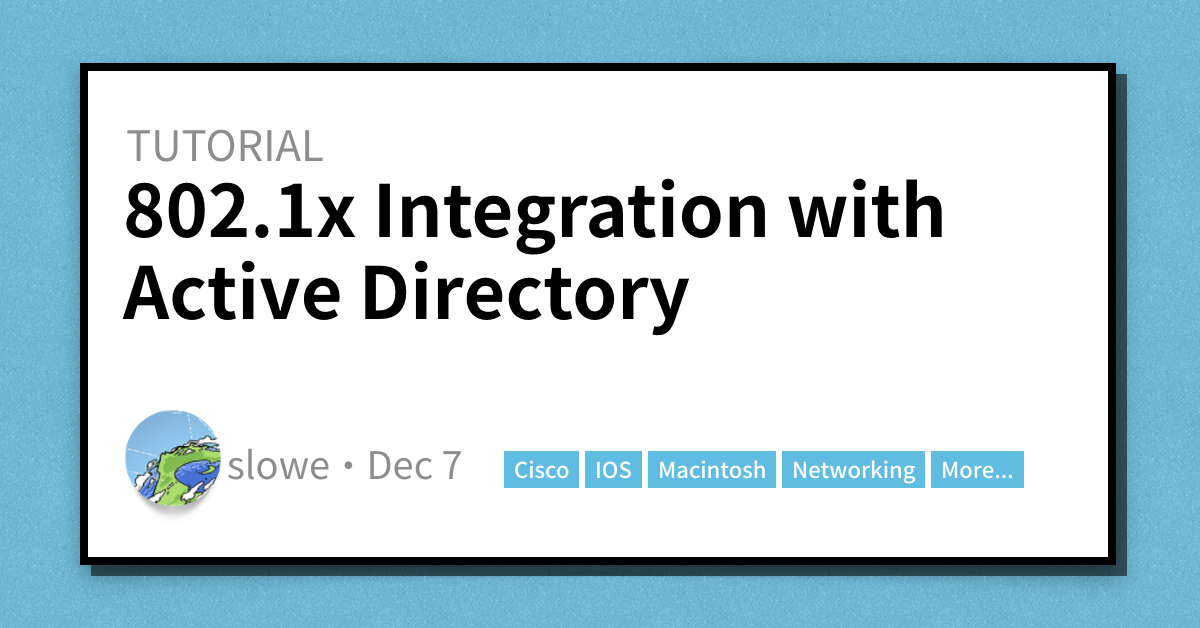 TUTORIAL
802.1x Integration with
Active Directory
slowe • Dec 7
Cisco IOS Macintosh Networking More...